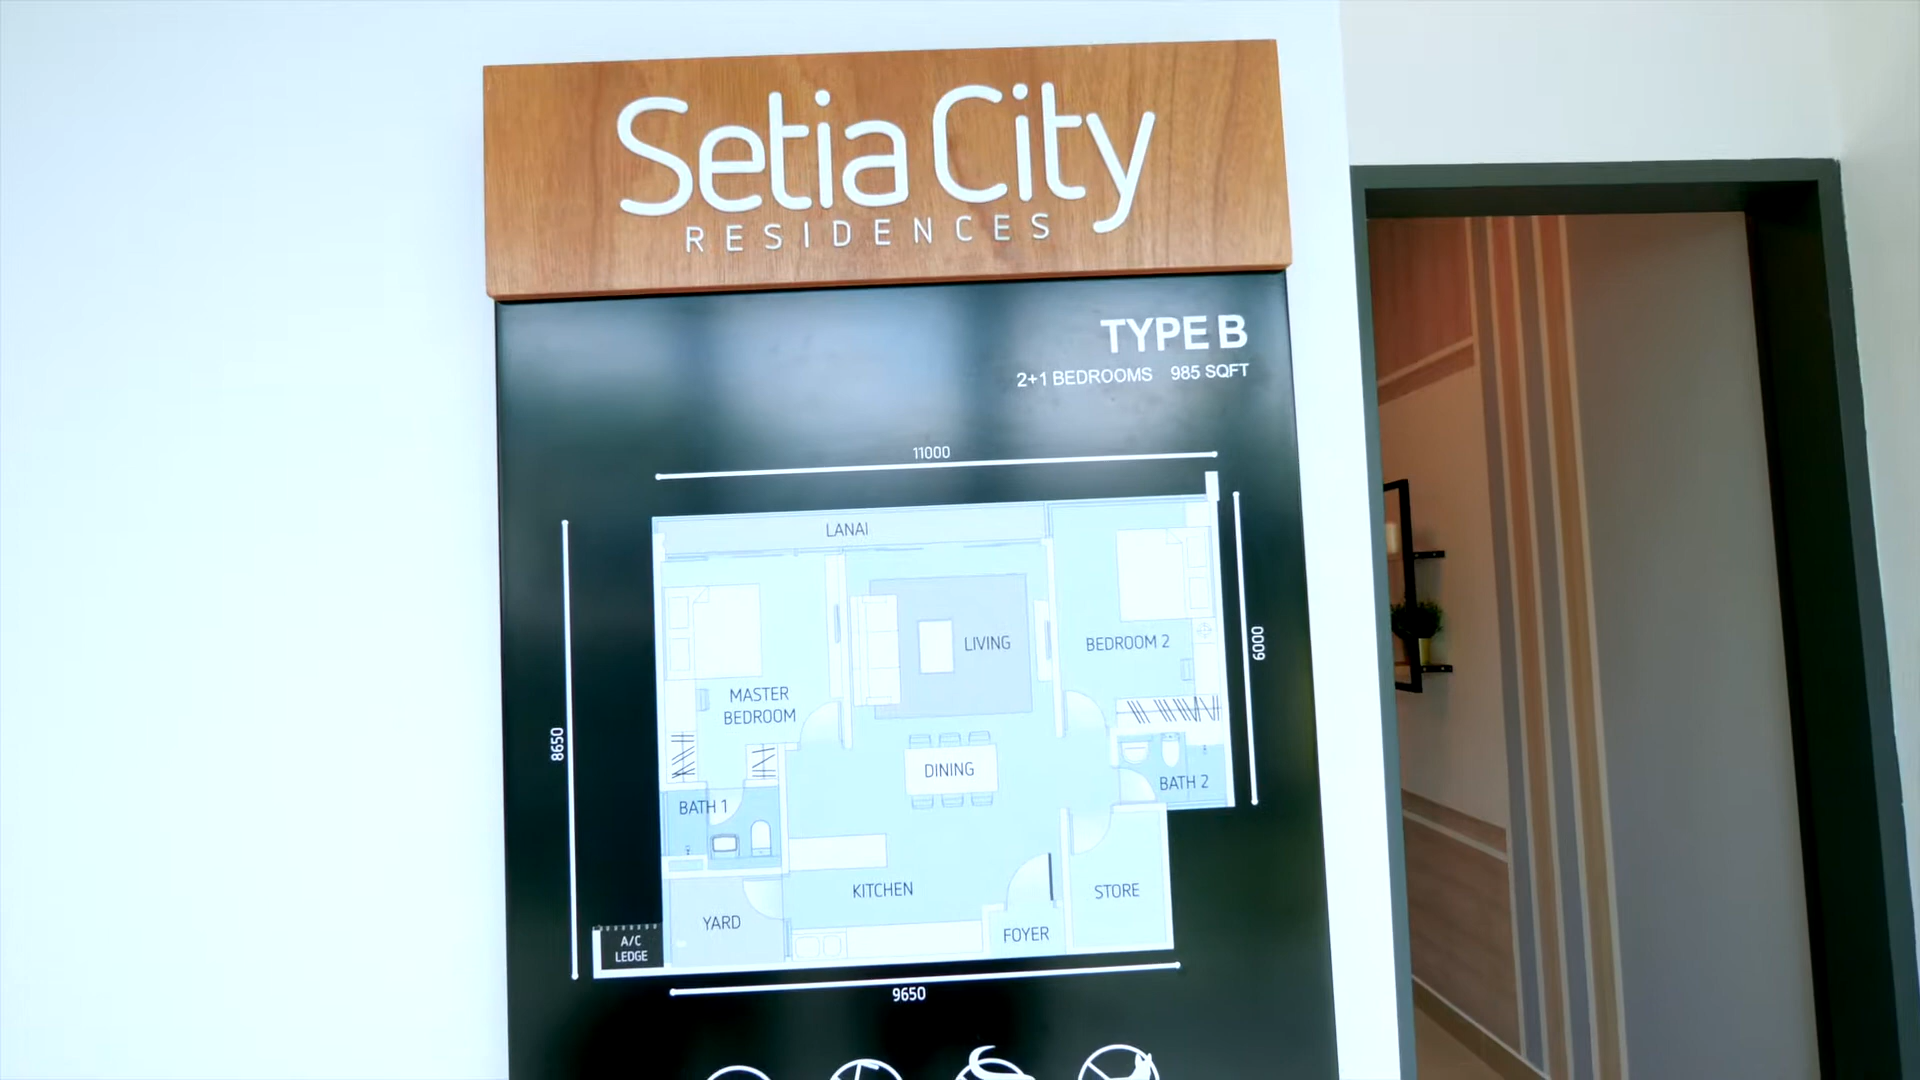 Setia City
RESIDENCES
TYPE B
2+1 BEDROOMS 985 SQFT
11000
LANAI
LIVING
BEDROOM 2
6000
MASTER
BEDROOM
8650
DINING
BATH 1
BATH 2
KITCHEN
STORE
YARD
FOYER
A/C
LEDGE
9650